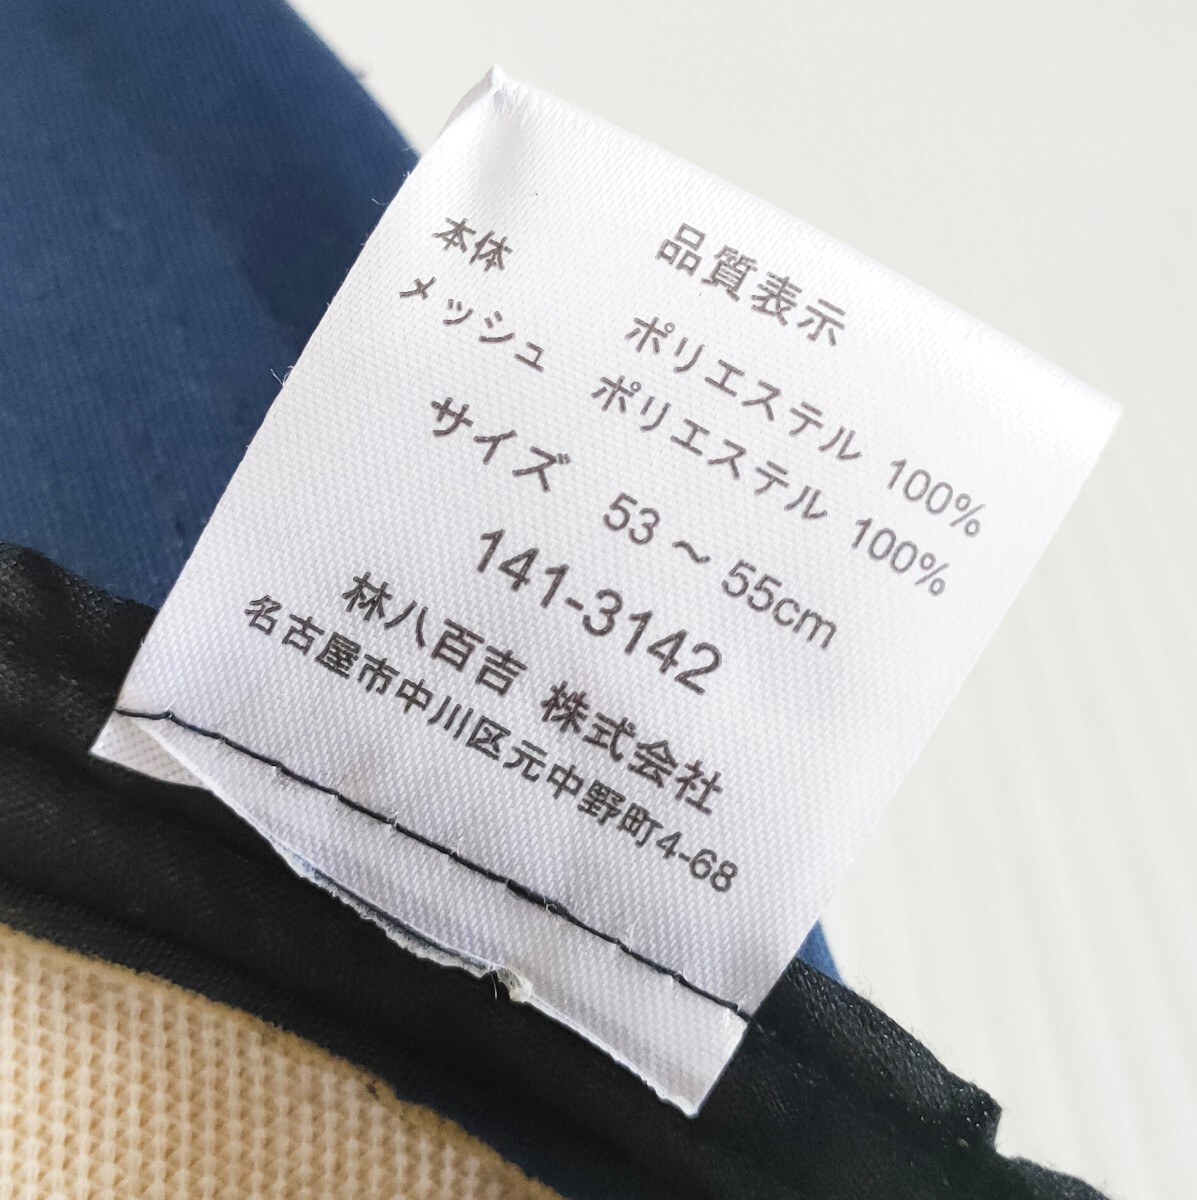 品質表示
本体 ポリエステル 100%
メッシュ ポリエステル 100%
サイズ 53 ~ 55cm
141-3142
林八百吉 株式会社
名古屋市中川区元中野町4-68